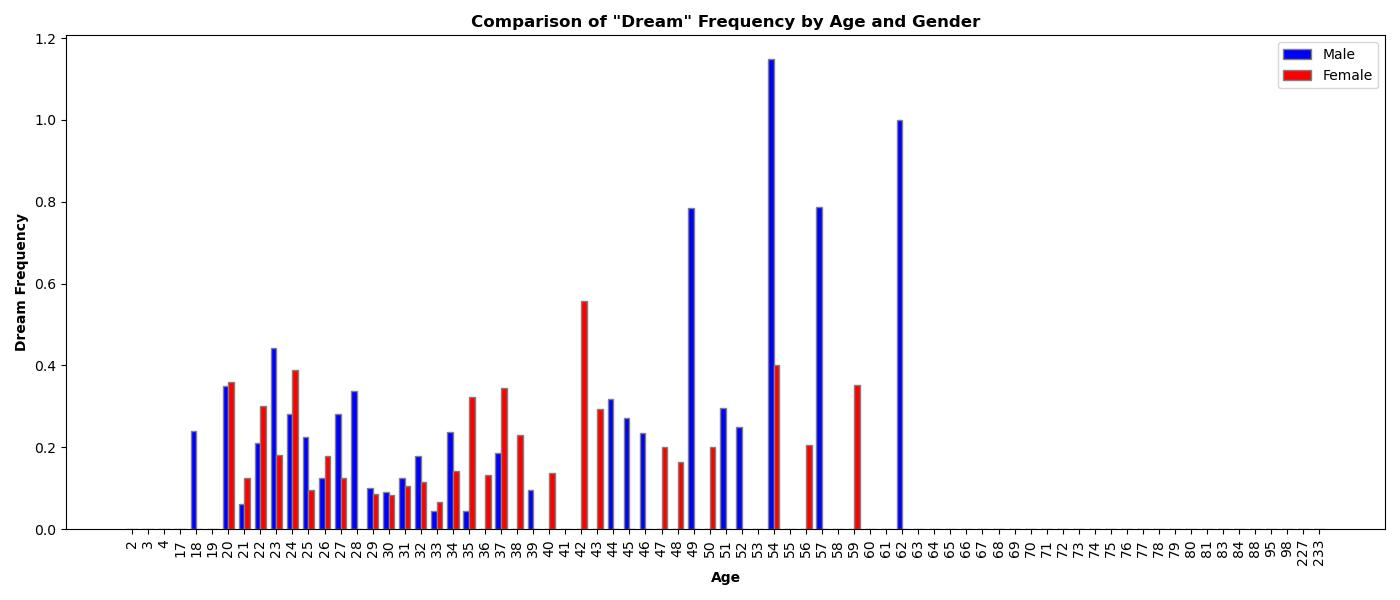 Comparison of "Dream" Frequency by Age and Gender
Male
Female
Dream Frequency
1.2
1.0
0.8
0.6
0.4
0.2
0.0
2 3 4 17 18 19 20 21 22 23 24 25 26 27 28 29 30 31 32 33 34 35 36 37 38 39 40 41 42 43 44 45 46 47 48 49 50 51 52 53 54 55 56 57 58 59 60 61 62 63 64 65 66 67 68 69 70 71 72 73 74 75 76 77 78 79 80 81 83 84 88 95 98 227 233
Age